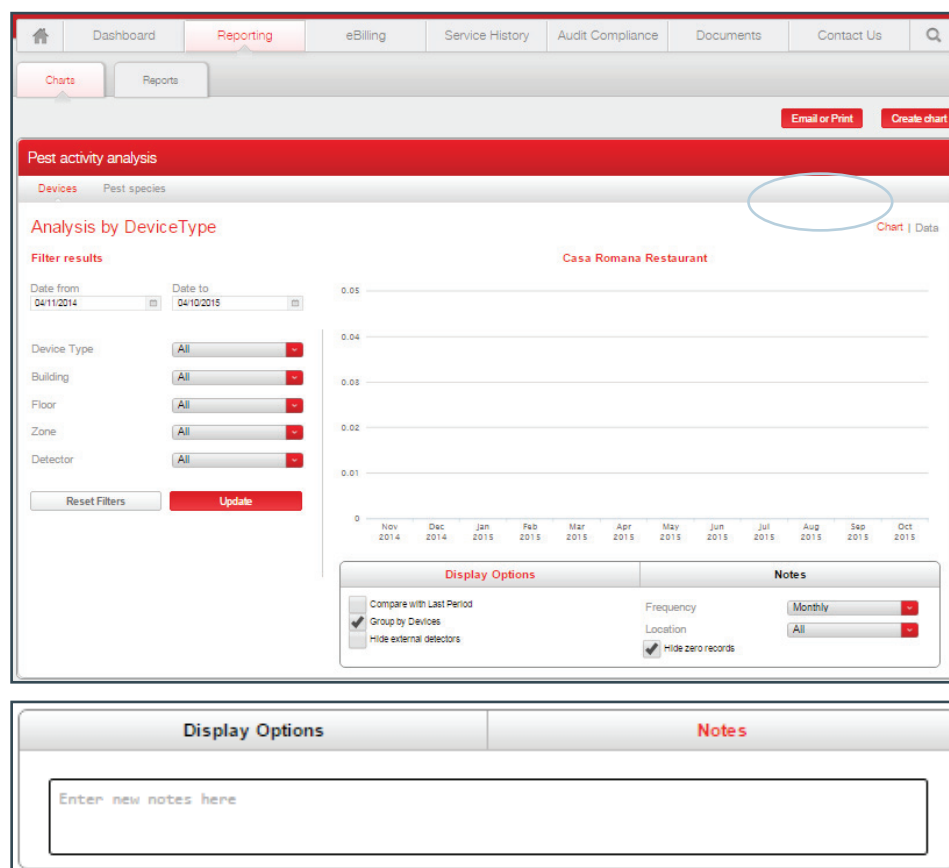 Dashboard Reporting eBilling Service History Audit Compliance Documents Contact Us
Charts Reports
Email or Print Create chart
Pest activity analysis
Devices Pest species
Analysis by DeviceType
Chart | Data
Filter results
Casa Romana Restaurant
Date from Date to
04/11/2014 04/10/2015
Device Type All
Building All
Floor All
Zone All
Detector All
Reset Filters Update
0.05
0.04
0.03
0.02
0.01
0
Nov Dec Jan Feb Mar Apr May Jun Jul Aug Sep Oct
2014 2014 2015 2015 2015 2015 2015 2015 2015 2015 2015 2015
Display Options Notes
Compare with Last Period
Group by Devices
Hide external detectors
Frequency Monthly
Location All
Hide zero records
Display Options Notes
Enter new notes here